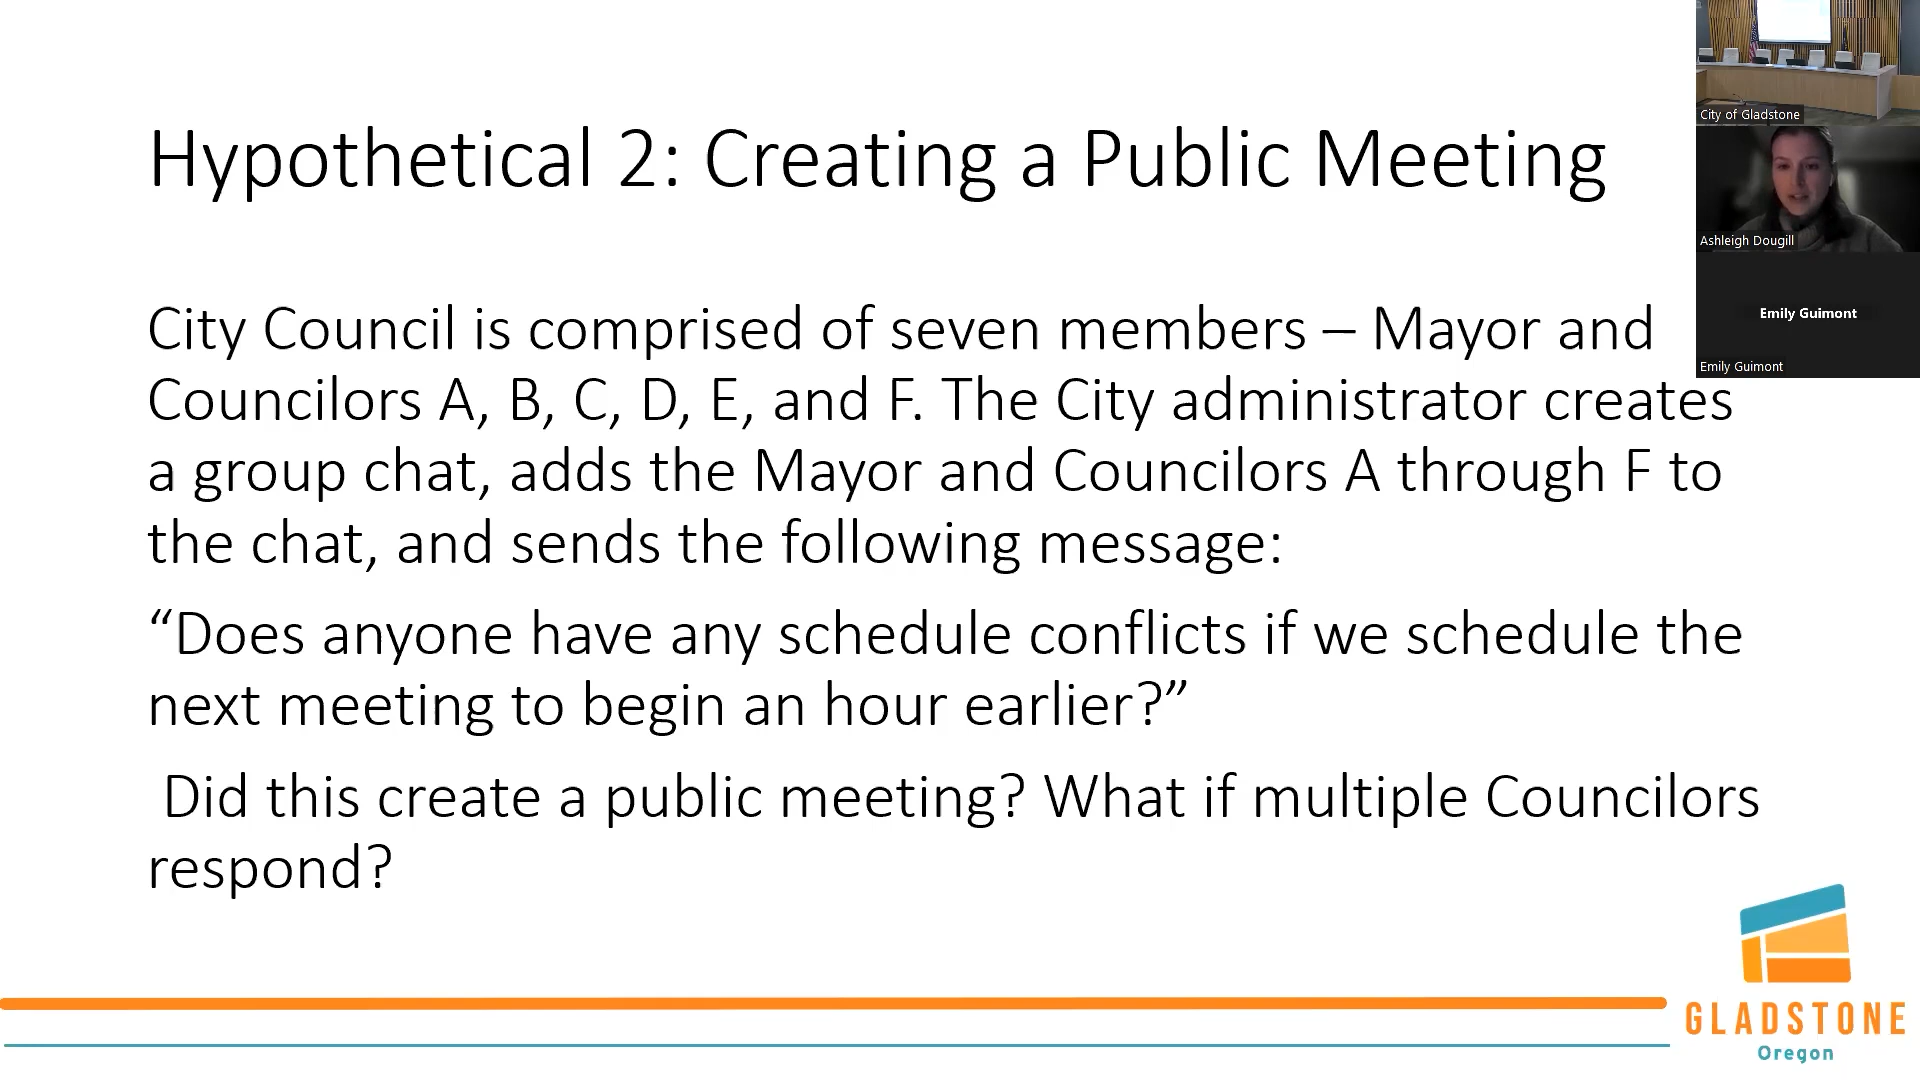 Hypothetical 2: Creating a Public Meeting
City Council is comprised of seven members – Mayor and
Councilors A, B, C, D, E, and F. The City administrator creates
a group chat, adds the Mayor and Councilors A through F to
the chat, and sends the following message:
“Does anyone have any schedule conflicts if we schedule the
next meeting to begin an hour earlier?”
Did this create a public meeting? What if multiple Councilors
respond?
City of Gladstone
Ashleigh Dougill
Emily Guimont
Emily Guimont
GLADSTONE
Oregon